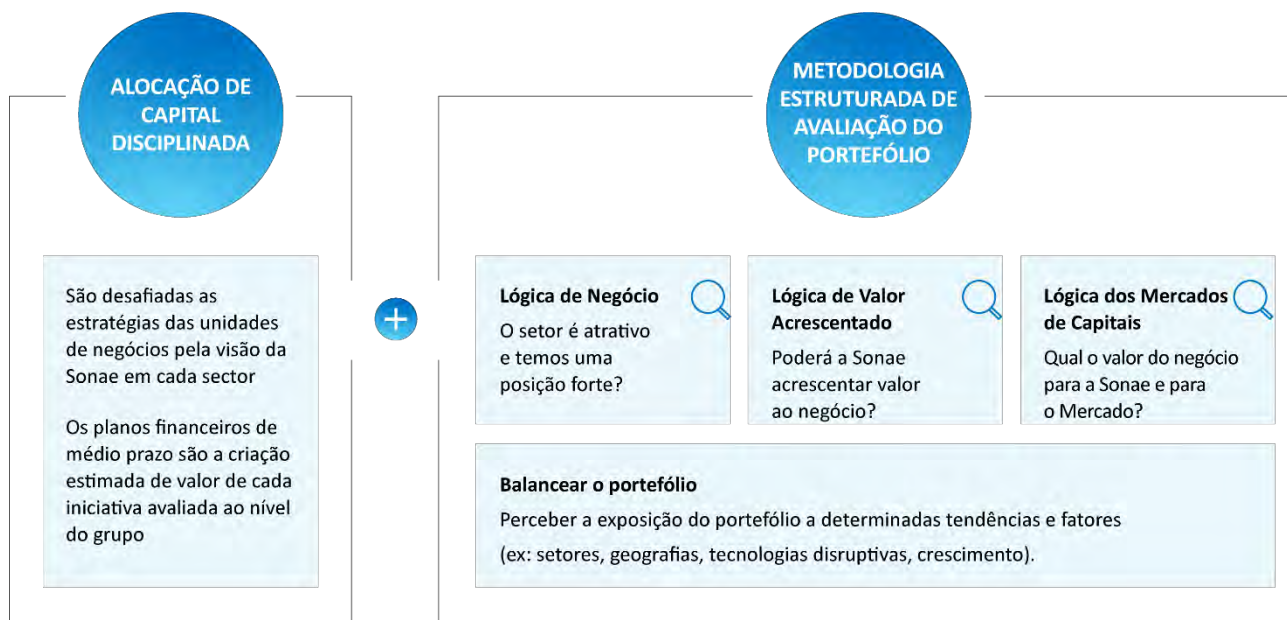 ALOCAÇÃO DE
CAPITAL
DISCIPLINADA
São desafiadas as
estratégias das unidades
de negócios pela visão da
Sonae em cada sector
Os planos financeiros de
médio prazo são a criação
estimada de valor de cada
iniciativa avaliada ao nível
do grupo
+
METODOLOGIA
ESTRUTURADA DE
AVALIAÇÃO DO
PORTEFÓLIO
Lógica de Negócio
O setor é atrativo
e temos uma
posição forte?
Lógica de Valor
Acrescentado
Poderá a Sonae
acrescentar valor
ao negócio?
Lógica dos Mercados
de Capitais
Qual o valor do negócio
para a Sonae e para
o Mercado?
Balancear o portefólio
Perceber a exposição do portefólio a determinadas tendências e fatores
(ex: setores, geografias, tecnologias disruptivas, crescimento).